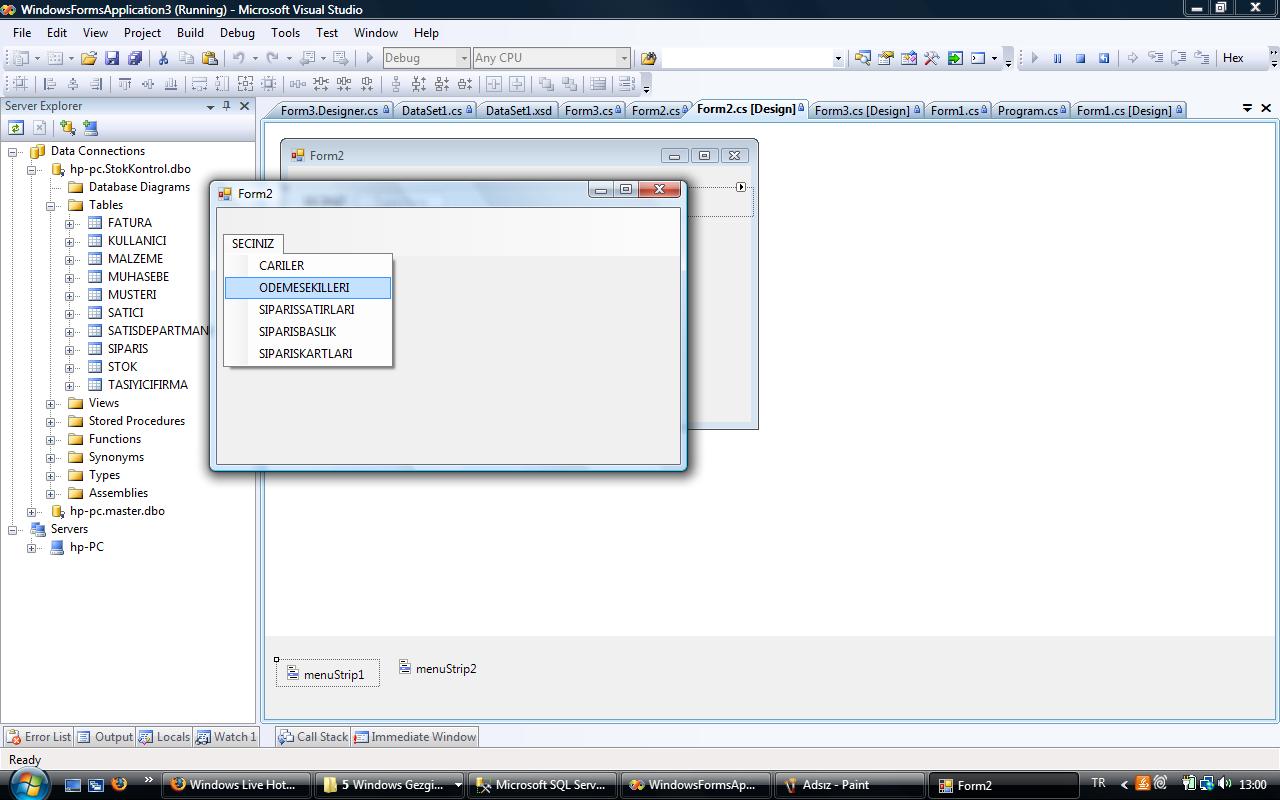 WindowsFormsApplication3 (Running) - Microsoft Visual Studio
File Edit View Project Build Debug Tools Test Window Help
Debug Any CPU Hex
Server Explorer
Form3.Designer.cs DataSet1.cs DataSet1.xsd Form3.cs Form2.cs Form2.cs [Design] Form3.cs [Design] Form1.cs Program.cs Form1.cs [Design]
Data Connections
hp-pc.StokKontrol.dbo
Database Diagrams
Tables
FATURA
KULLANICI
MALZEME
MUHASEBE
MUSTERI
SATICI
SATISDEPARTMAN
SIPARIS
STOK
TASIYICIFIRMA
Views
Stored Procedures
Functions
Synonyms
Types
Assemblies
hp-pc.master.dbo
Servers
hp-PC
Form2
Form2
SECINIZ
CARILER
ODEMESEKILLERI
SIPARISSATIRLARI
SIPARISBASLIK
SIPARISKARTLARI
menuStrip1 menuStrip2
Error List Output Locals Watch 1 Call Stack Immediate Window
Ready
Windows Live Hot... 5 Windows Gezgi... Microsoft SQL Serv... WindowsFormsAp... Adsız - Paint Form2 TR 13:00